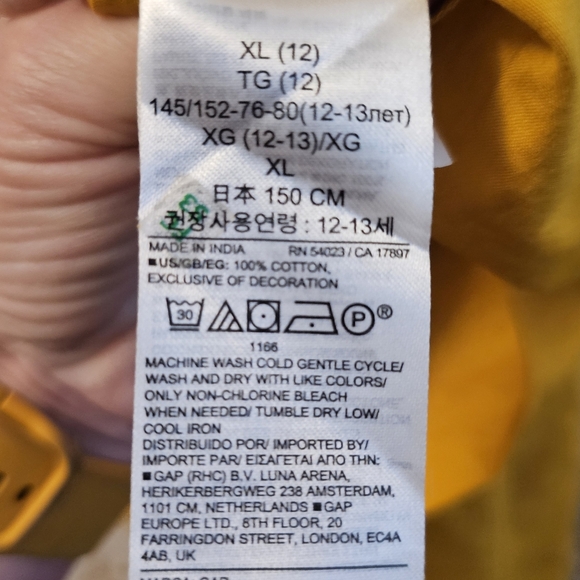 XL (12)
TG (12)
145/152-76-80(12-13лет)
XG (12-13)/XG
XL
日本 150 CM
권장사용연령 : 12-13세
MADE IN INDIA RN 54023 / CA 17897
■US/GB/EG: 100% COTTON,
EXCLUSIVE OF DECORATION
30 P ®
1166
MACHINE WASH COLD GENTLE CYCLE/
WASH AND DRY WITH LIKE COLORS/
ONLY NON-CHLORINE BLEACH
WHEN NEEDED/ TUMBLE DRY LOW/
COOL IRON
DISTRIBUIDO POR/ IMPORTED BY/
IMPORTE PAR/ ΕΙΣΑΓΕΤΑΙ ΑΠΟ ΤΗΝ:
■GAP (RHC) B.V. LUNA ARENA,
HERIKERBERGWEG 238 AMSTERDAM,
1101 CM, NETHERLANDS ■GAP
EUROPE LTD., 8TH FLOOR, 20
FARRINGDON STREET, LONDON, EC4A
4AB, UK